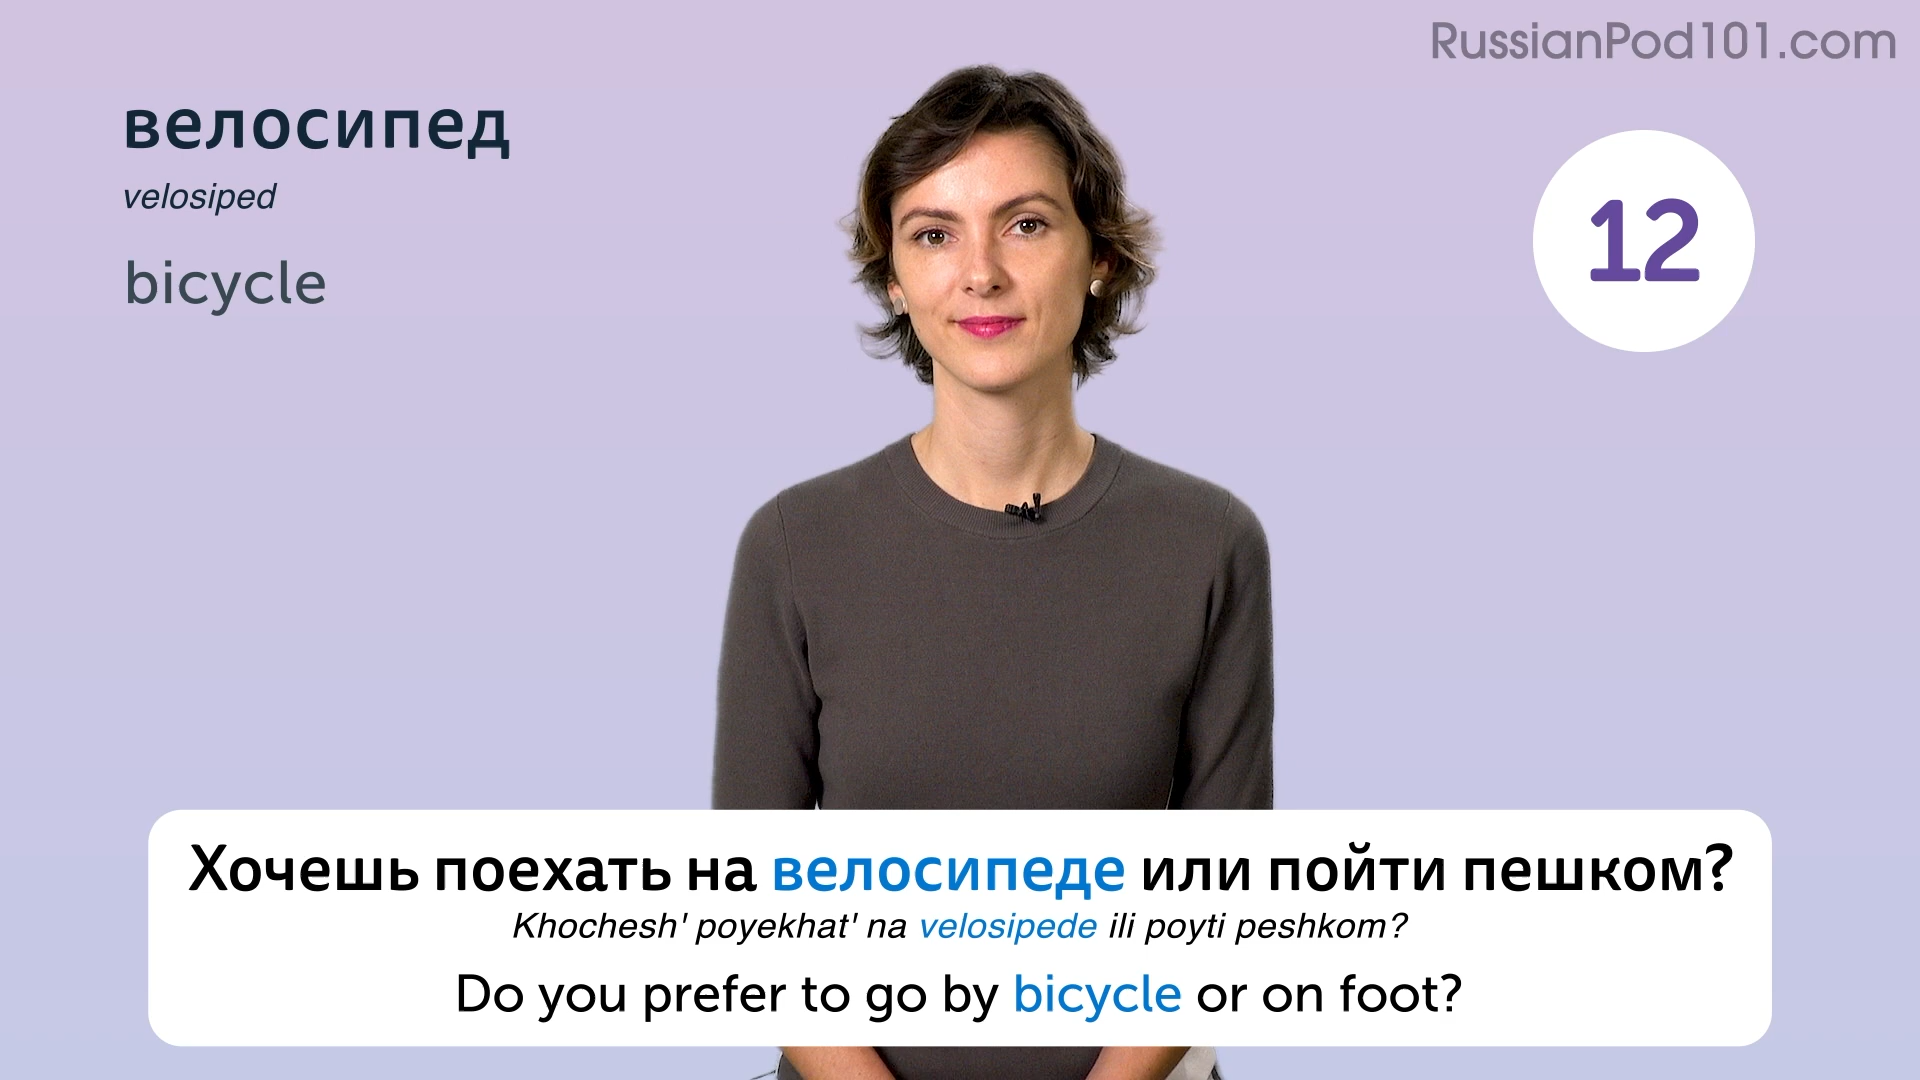 RussianPod101.com
велосипед
velosiped
bicycle
12
Хочешь поехать на велосипеде или пойти пешком?
Khochesh' poyekhat' na velosipede ili poyti peshkom?
Do you prefer to go by bicycle or on foot?